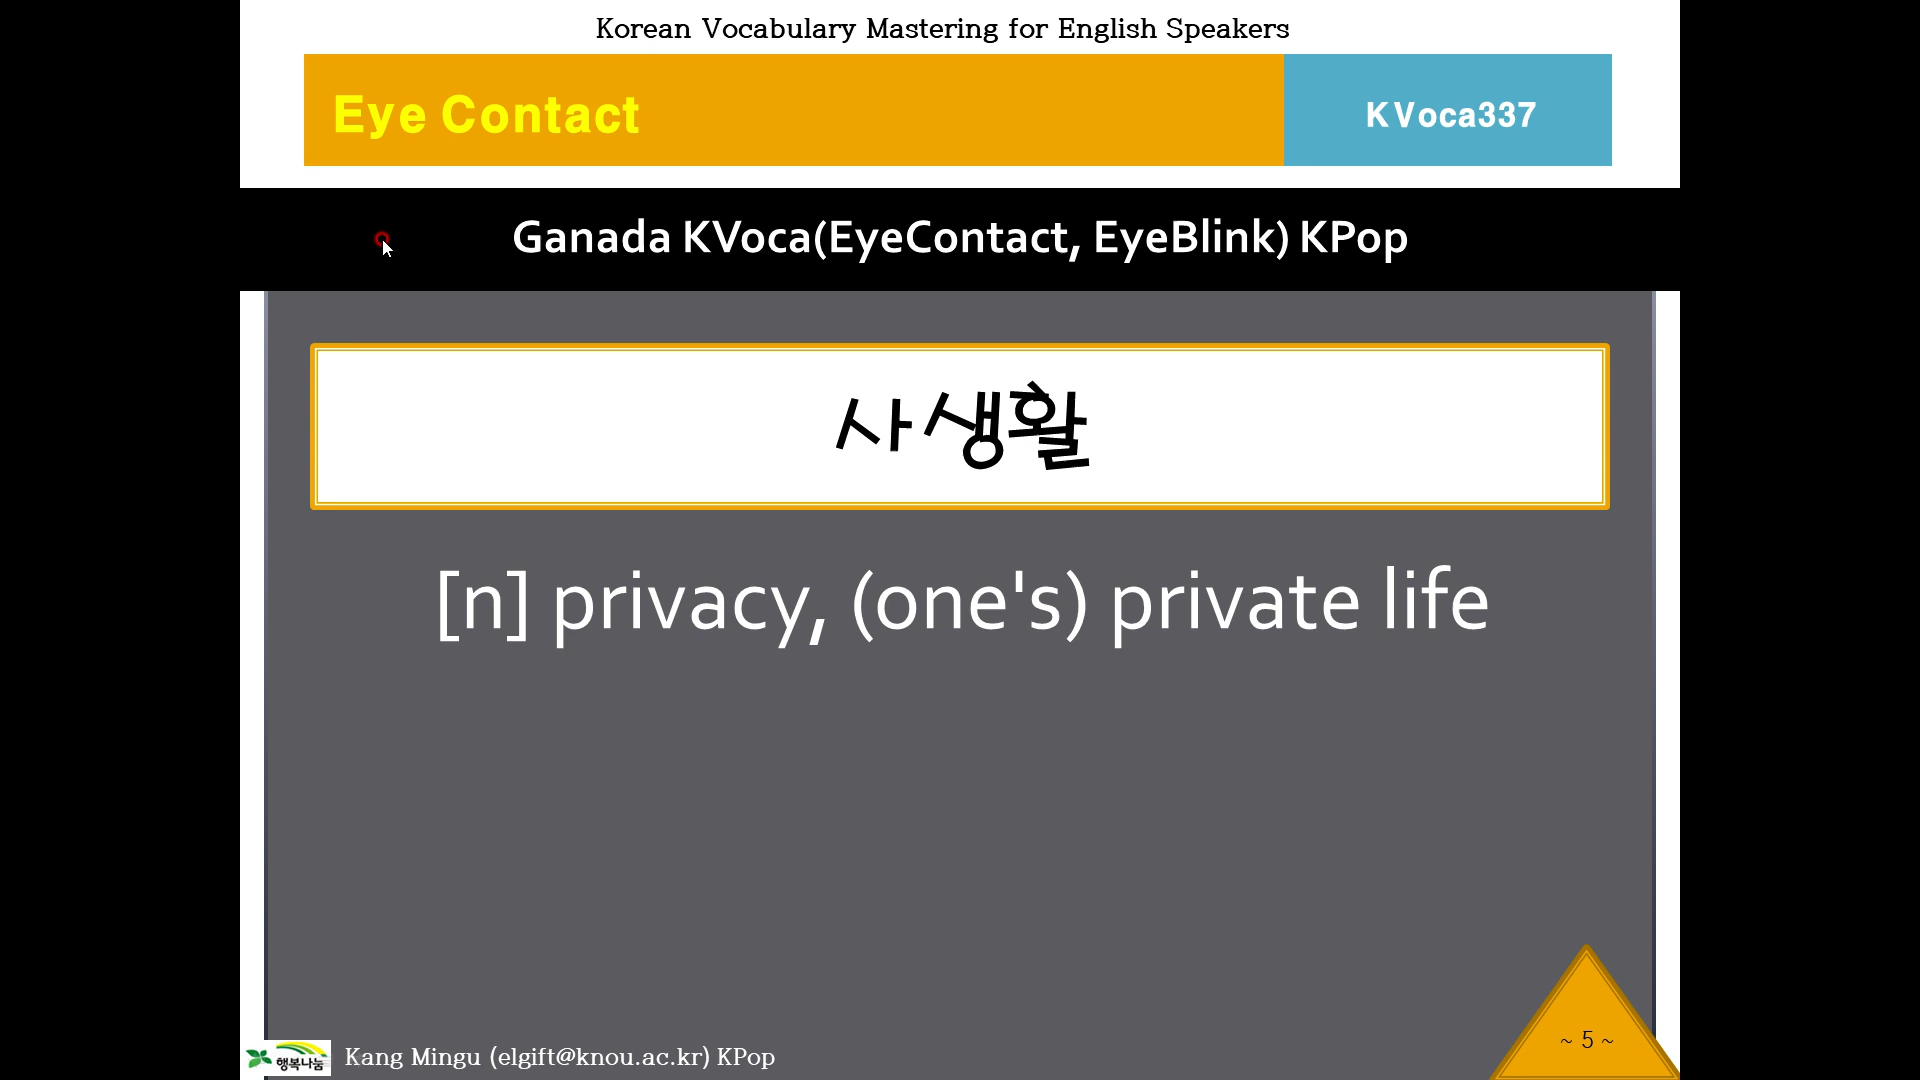 Korean Vocabulary Mastering for English Speakers
Eye Contact
KVoca337
Ganada KVoca(EyeContact, EyeBlink) KPop
사생활
[n] privacy, (one's) private life
행복나눔
Kang Mingu (elgift@knou.ac.kr) KPop
~ 5 ~